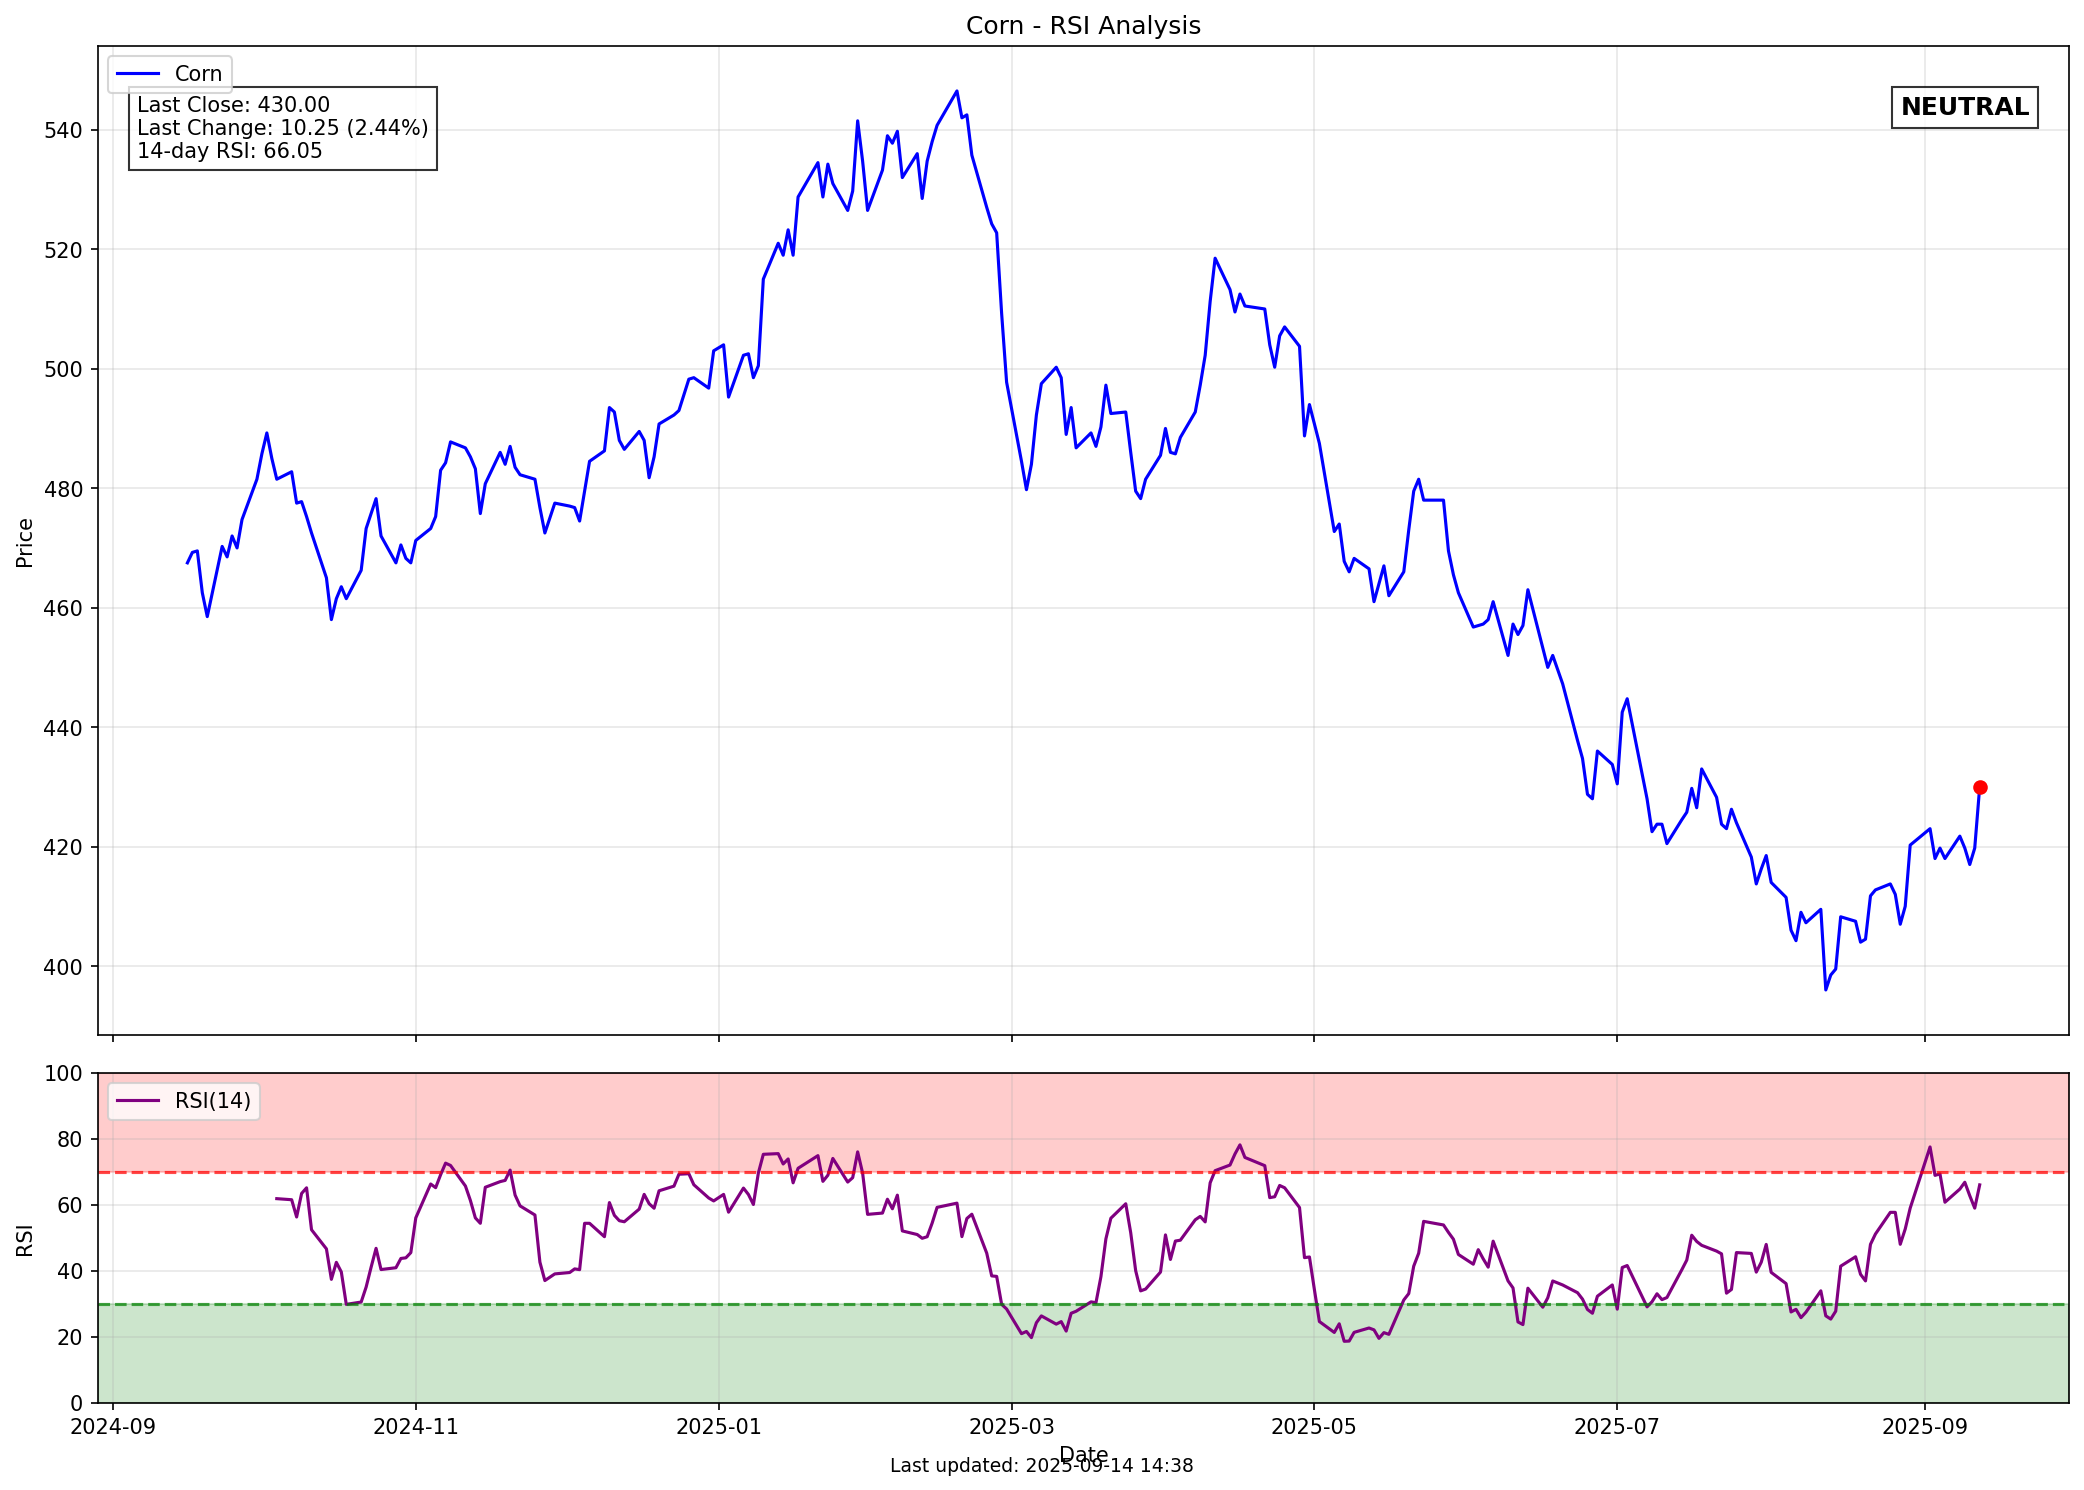 Corn - RSI Analysis
Corn
Last Close: 430.00
Last Change: 10.25 (2.44%)
14-day RSI: 66.05
NEUTRAL
Price
540
520
500
480
460
440
420
400
RSI(14)
RSI
100
80
60
40
20
0
2024-09
2024-11
2025-01
2025-03
2025-05
2025-07
2025-09
Date
Last updated: 2025-09-14 14:38